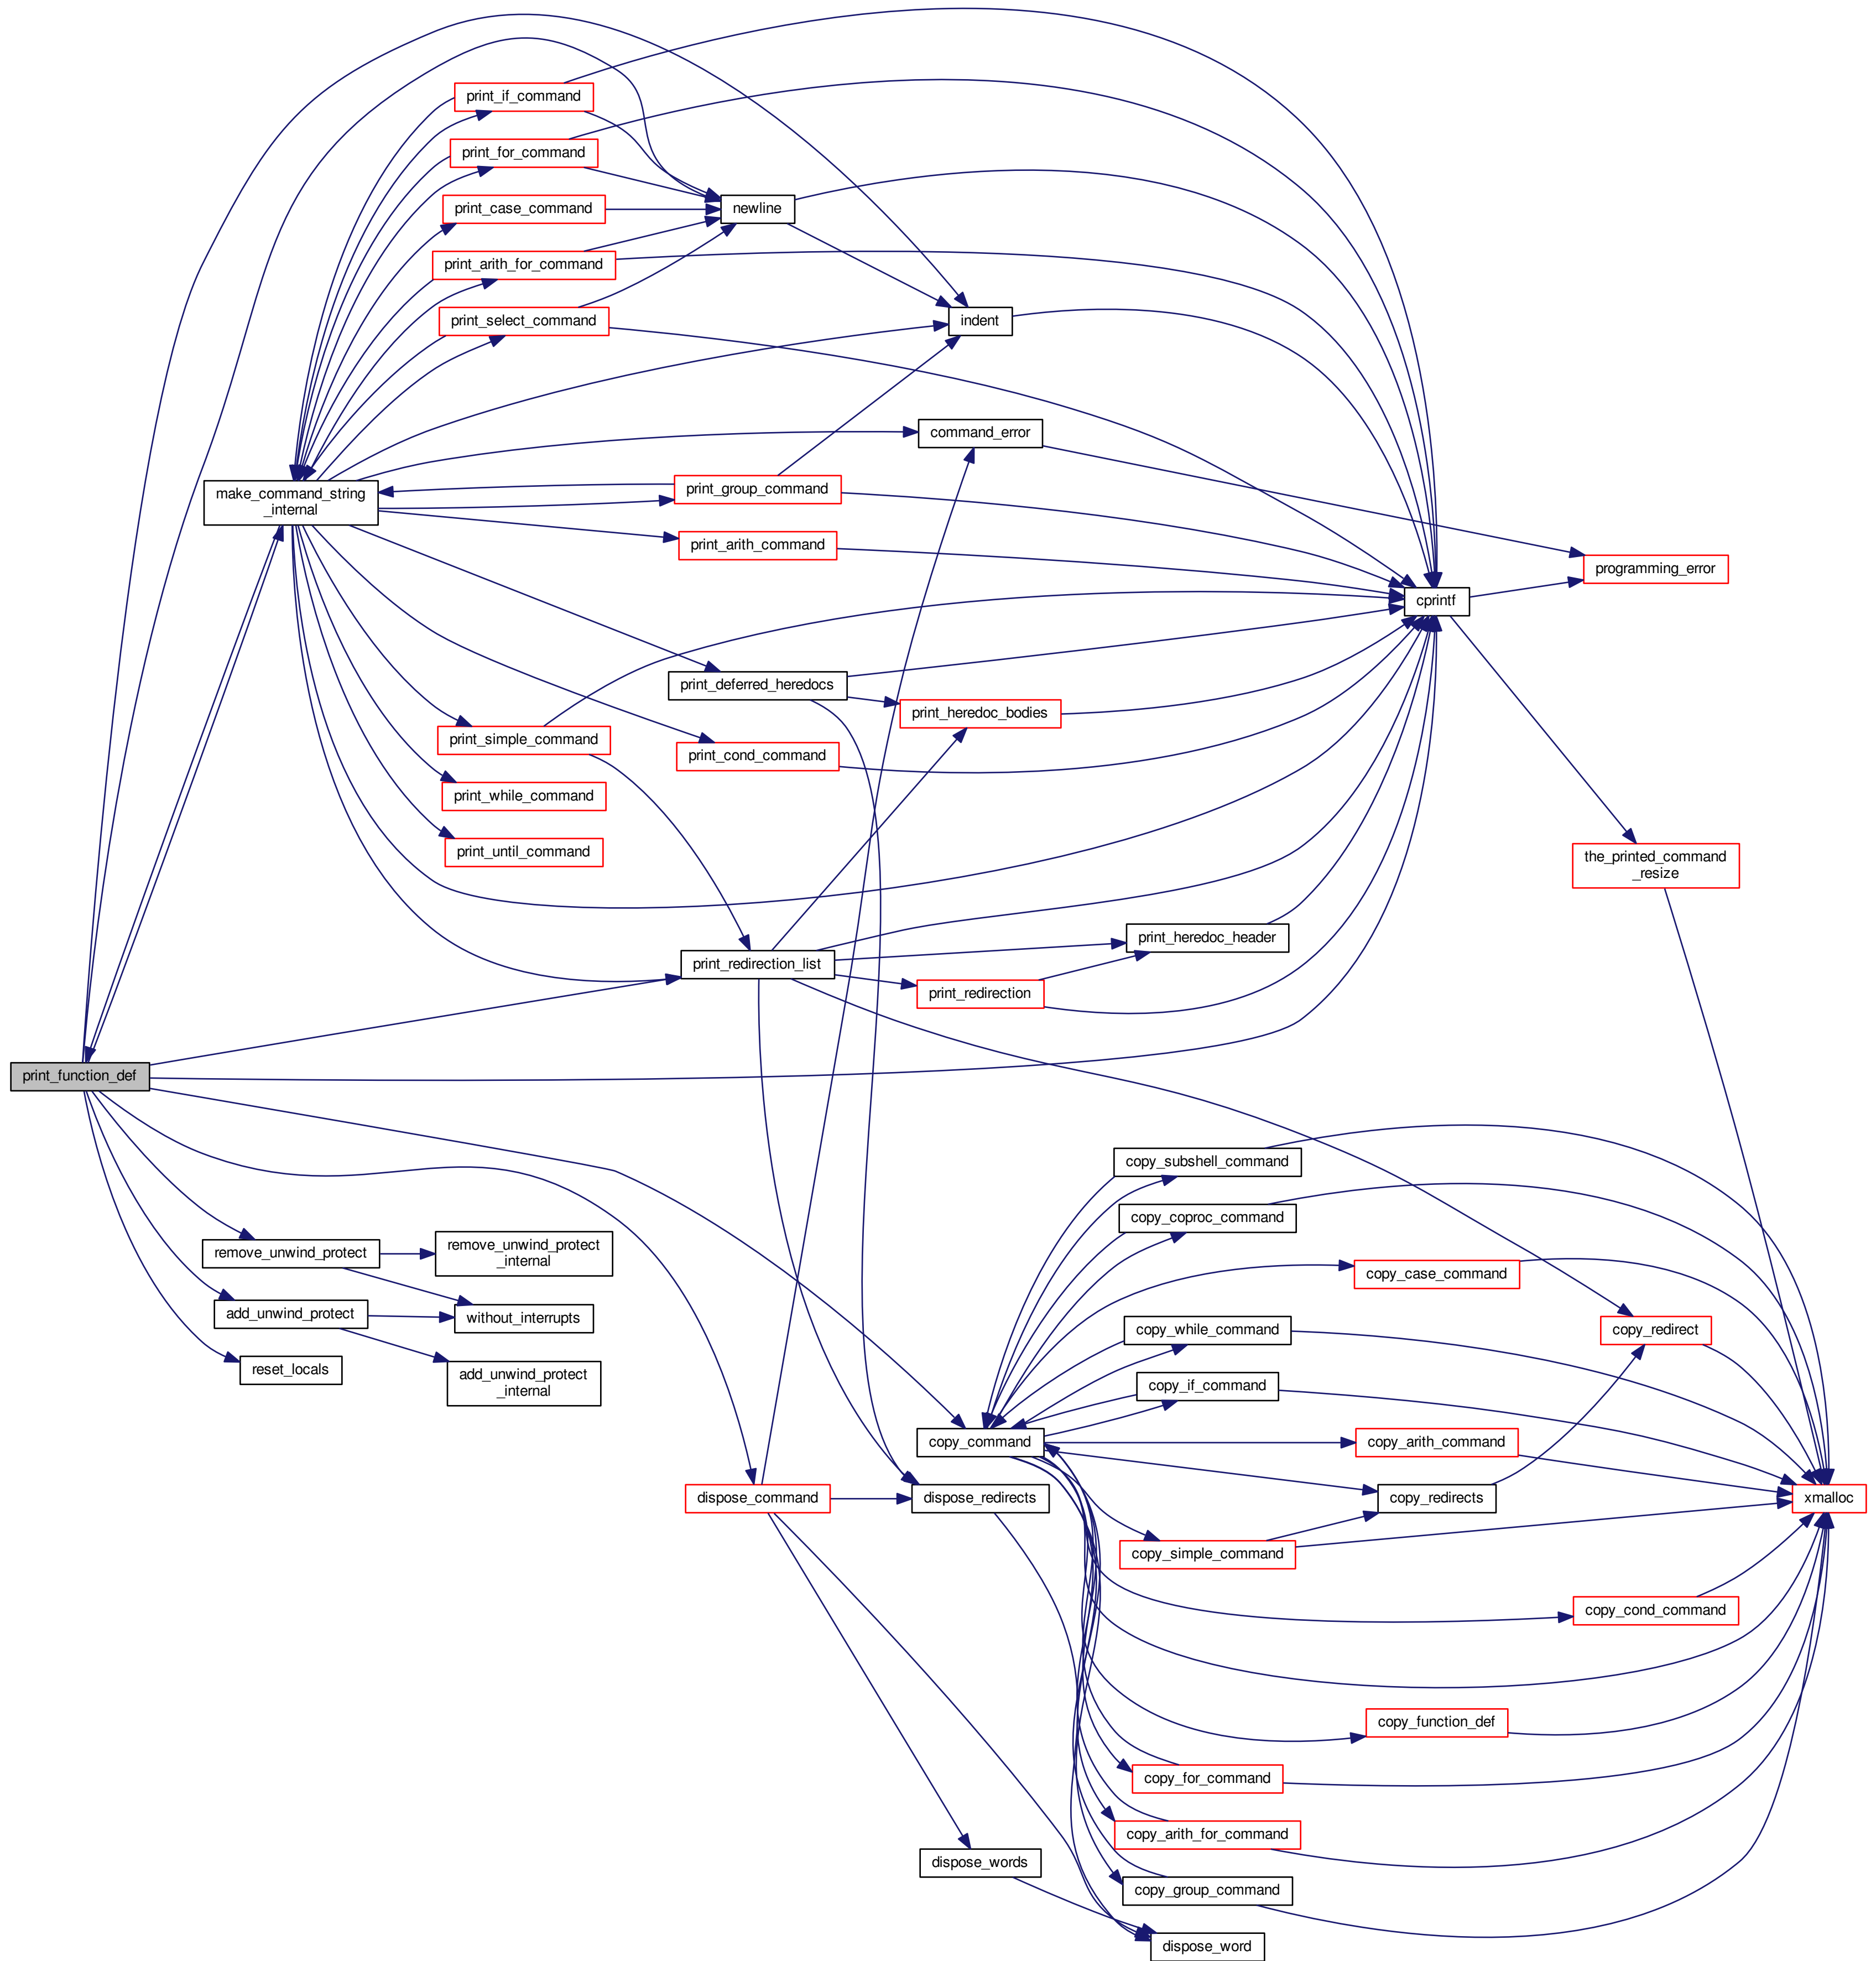 print_if_command
print_for_command
print_case_command
newline
print_arith_for_command
print_select_command
indent
command_error
make_command_string
_internal
print_group_command
print_arith_command
programming_error
cprintf
print_deferred_heredocs
print_heredoc_bodies
print_simple_command
print_cond_command
print_while_command
print_until_command
the_printed_command
_resize
print_heredoc_header
print_redirection_list
print_redirection
print_function_def
copy_subshell_command
copy_coproc_command
remove_unwind_protect
remove_unwind_protect
_internal
copy_case_command
add_unwind_protect
without_interrupts
copy_while_command
copy_redirect
reset_locals
add_unwind_protect
_internal
copy_if_command
copy_command
copy_arith_command
dispose_command
dispose_redirects
copy_redirects
xmalloc
copy_simple_command
copy_cond_command
copy_function_def
copy_for_command
copy_arith_for_command
dispose_words
copy_group_command
dispose_word